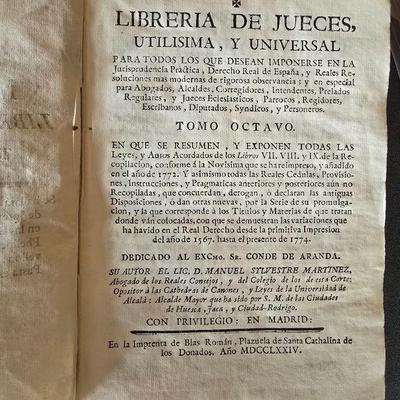 LIBRERIA DE JUECES,
UTILISIMA, Y UNIVERSAL
PARA TODOS LOS QUE DESEAN IMPONERSE EN LA
Jurisprudencia Práctica, Derecho Real de España, y Reales Re-
soluciones mas modernas de rigorosa observancia: y en especial
para Abogados, Alcaldes, Corregidores, Intendentes, Prelados
Regulares, y Jueces Eclesiasticos, Parrocos, Regidores,
Escribanos, Diputados, Syndicos, y Personeros.
TOMO OCTAVO.
EN QUE SE RESUMEN, Y EXPONEN TODAS LAS
Leyes, y Autos Acordados de los Libros VII. VIII. y IX. de la Re-
copilacion, conforme à la Novísima que se ha reimpreso, y añadido
en el año de 1772. Y asimismo todas las Reales Cedulas, Provisio-
nes, Instrucciones, y Pragmaticas anteriores y posteriores aún no
Recopiladas, que concuerdan, derogan, ò declaran las antiguas
Disposiciones, ò dan otras nuevas, por la Serie de su promulga-
cion, y la que corresponde à los Titulos y Materias de que tratan
donde ván colocadas, con que se demuestran las variaciones que
ha havido en el Real Derecho desde la primitiva Impresion
del año de 1567. hasta el presente de 1774.
DEDICADO AL EXCMO. SR. CONDE DE ARANDA.
SU AUTOR EL LIC. D. MANUEL SYLVESTRE MARTINEZ,
Abogado de los Reales Consejos, y del Colegio de los de esta Corte:
Opositor à las Cathedras de Canones, y Leyes de la Universidad de
Alcalà: Alcalde Mayor que ha sido por S. M. de las Ciudades
de Huesca, Jaca, y Ciudad-Rodrigo.
CON PRIVILEGIO: EN MADRID:
En la Imprenta de Blas Román, Plazuela de Santa Cathalina de
los Donados. Año MDCCLXXIV.